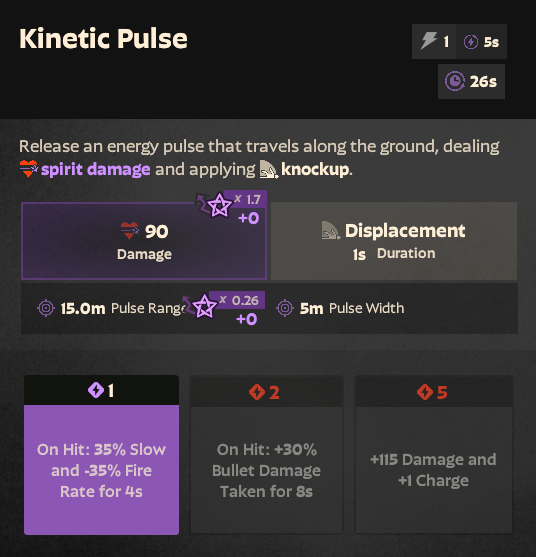 Kinetic Pulse
1
5s
26s
Release an energy pulse that travels along the ground, dealing
spirit damage and applying knockup.
x 1.7
+0
90
Damage
Displacement
1s Duration
15.0m Pulse Range
x 0.26
+0
5m Pulse Width
1
On Hit: 35% Slow
and -35% Fire
Rate for 4s
2
On Hit: +30%
Bullet Damage
Taken for 8s
5
+115 Damage and
+1 Charge